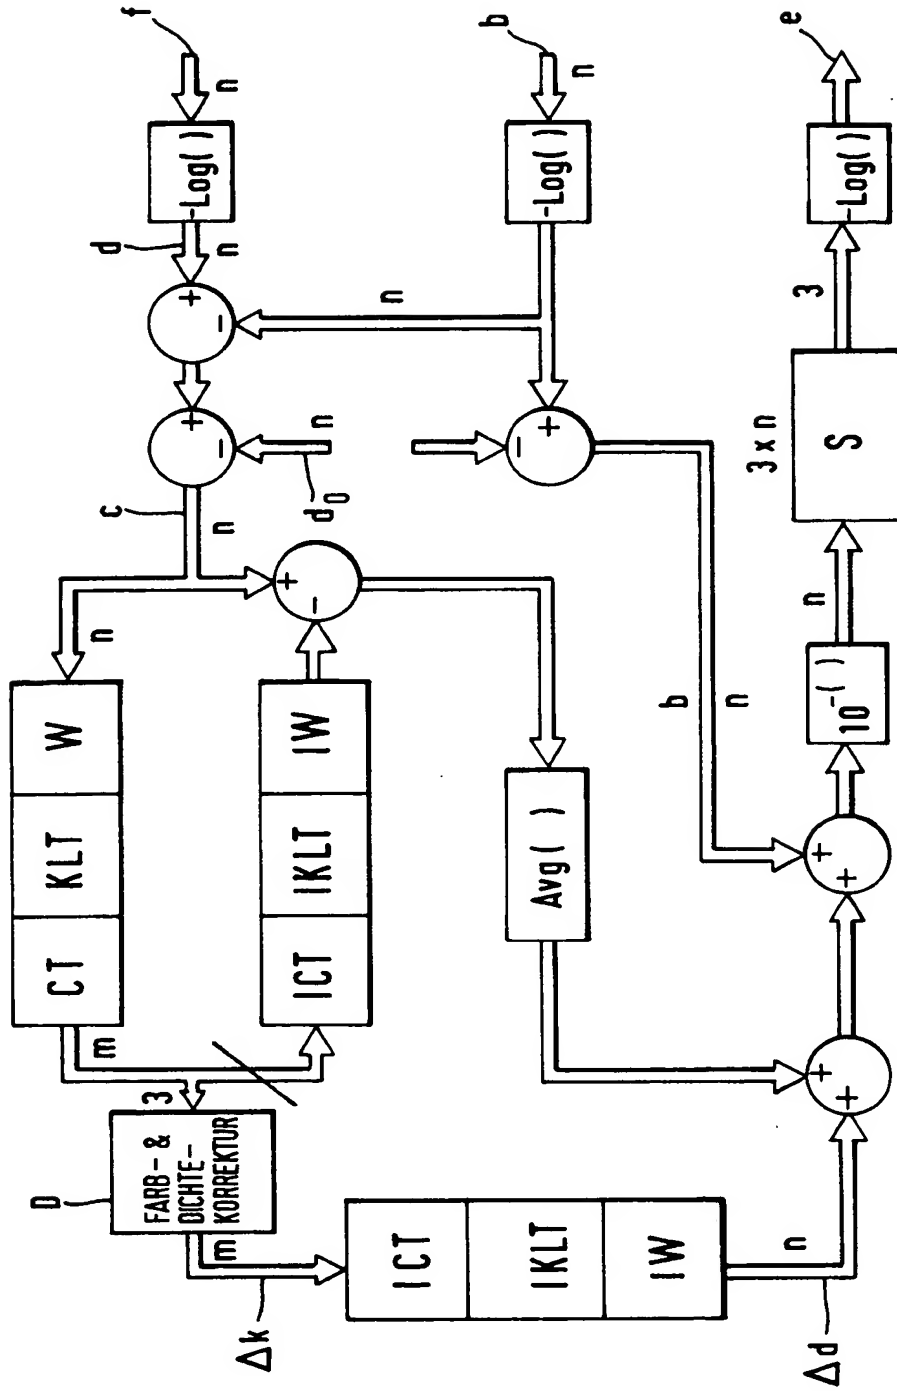 f
n
-Log( )
d
n
+
-
n
b
n
-Log( )
+
-
n
d0
c
n
+
-
n
W
KLT
CT
m
IW
IKLT
ICT
+
-
3
D
FARB- &
DICHTE-
KORREKTUR
m
Δk
ICT
IKLT
IW
n
Δd
Avg( )
+
+
b
n
+
+
10-( )
n
3 x n
S
3
-Log( )
e